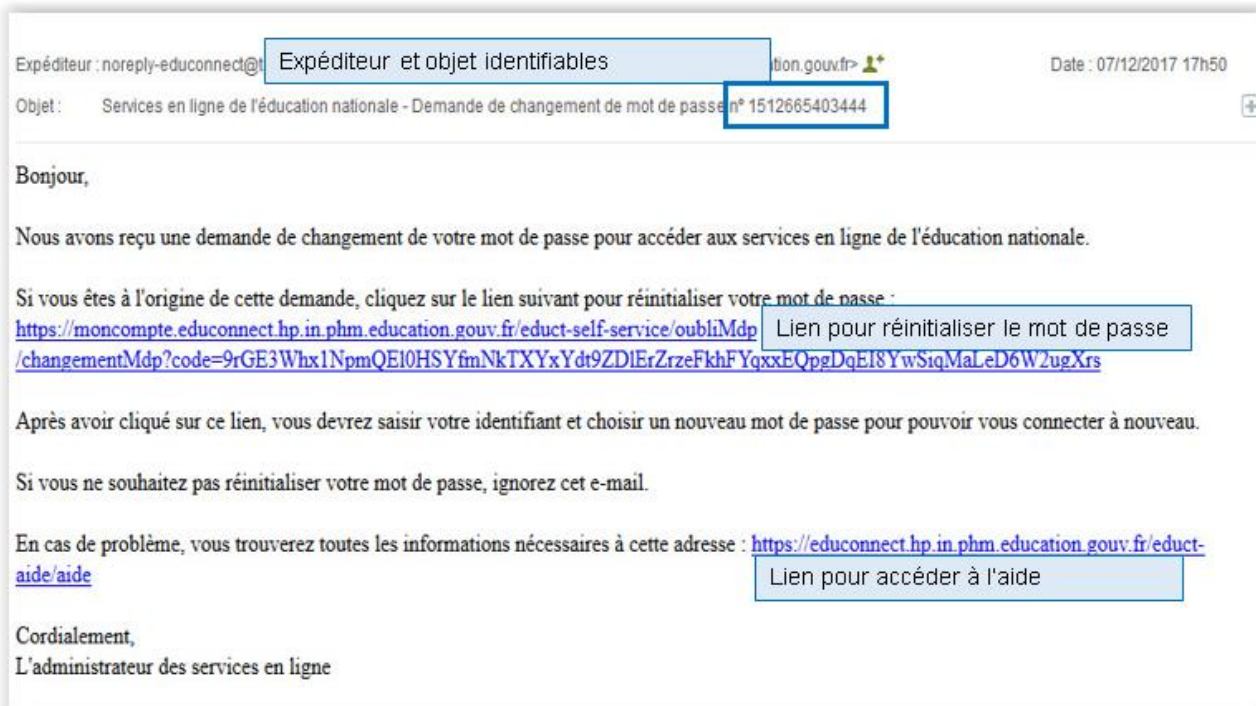 Expéditeur : noreply-educonnect@t Expéditeur et objet identifiables tion.gouv.fr> Date : 07/12/2017 17h50
Objet : Services en ligne de l'éducation nationale - Demande de changement de mot de passe n° 1512665403444
Bonjour,
Nous avons reçu une demande de changement de votre mot de passe pour accéder aux services en ligne de l'éducation nationale.
Si vous êtes à l'origine de cette demande, cliquez sur le lien suivant pour réinitialiser votre mot de passe :
https://moncompte.educonnect.hp.in.phm.education.gouv.fr/educt-self-service/oubliMdp Lien pour réinitialiser le mot de passe
/changementMdp?code=9rGE3Whx1NpmQEl0HSYfmNkTXYxYdt9ZDlErZrzeFkhFYqxxEQpgDqEI8YwSiqMaLeD6W2ugXrs
Après avoir cliqué sur ce lien, vous devrez saisir votre identifiant et choisir un nouveau mot de passe pour pouvoir vous connecter à nouveau.
Si vous ne souhaitez pas réinitialiser votre mot de passe, ignorez cet e-mail.
En cas de problème, vous trouverez toutes les informations nécessaires à cette adresse : https://educonnect.hp.in.phm.education.gouv.fr/educt-
aide/aide
Lien pour accéder à l'aide
Cordialement,
L'administrateur des services en ligne